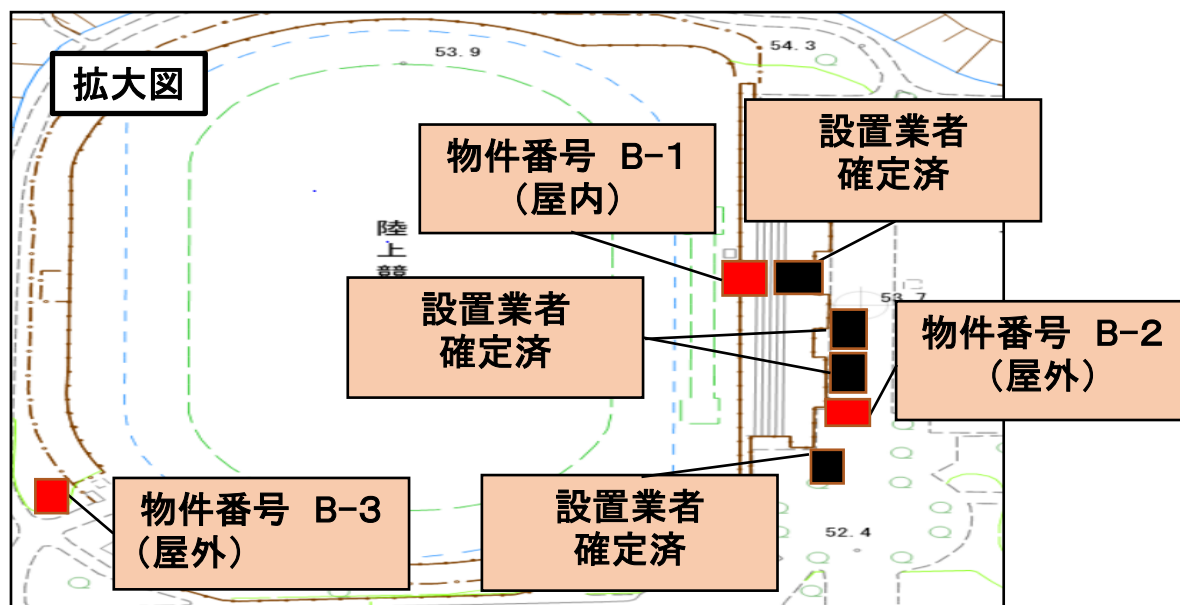 53.9
54.3
拡大図
設置業者
確定済
物件番号 B-1
（屋内）
陸
上
競
設置業者
確定済
53.7
物件番号 B-2
（屋外）
物件番号 B-3
（屋外）
設置業者
確定済
52.4